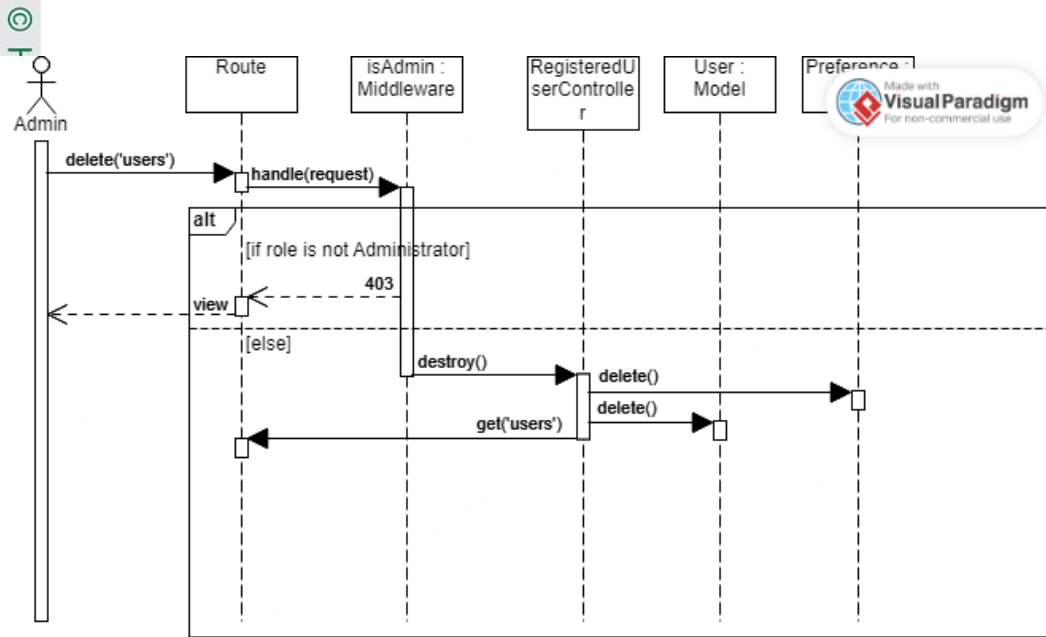 ©
Route
isAdmin :
Middleware
RegisteredU
serControlle
r
User :
Model
Preference :
Made with
Visual Paradigm
For non-commercial use
Admin
delete('users')
handle(request)
alt
[if role is not Administrator]
403
view
[else]
destroy()
delete()
delete()
get('users')